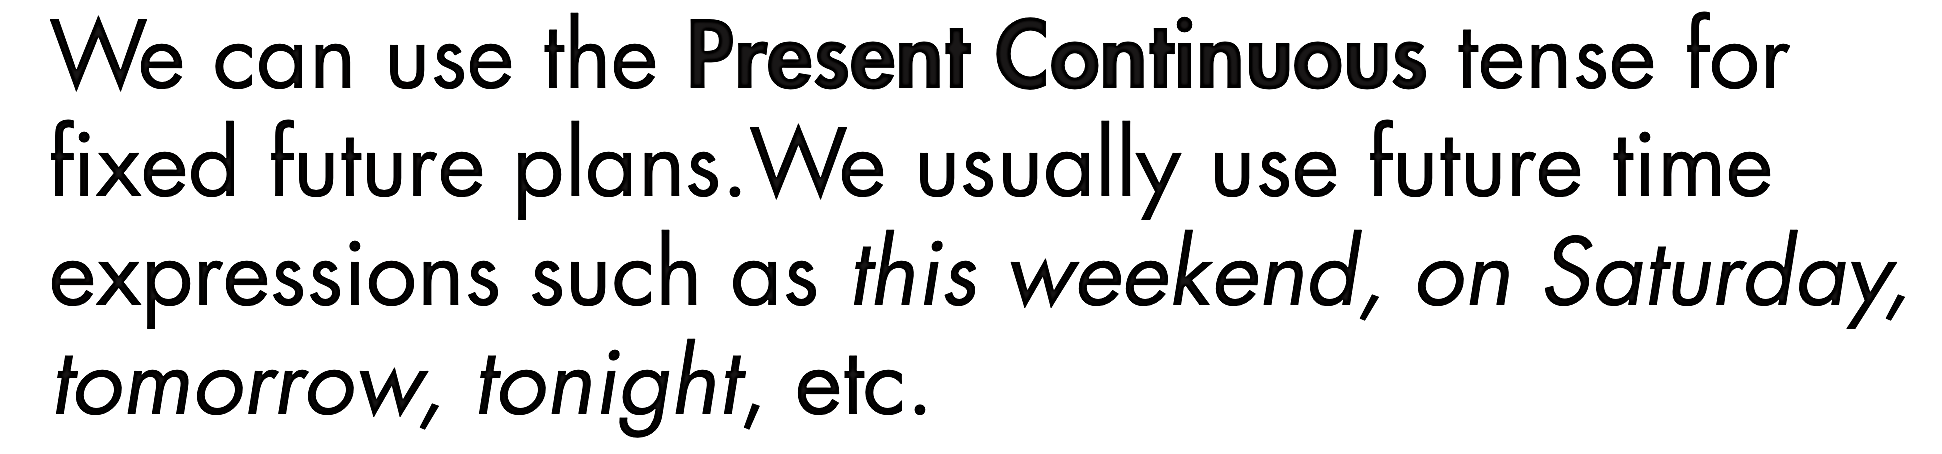 We can use the Present Continuous tense for
fixed future plans. We usually use future time
expressions such as this weekend, on Saturday,
tomorrow, tonight, etc.